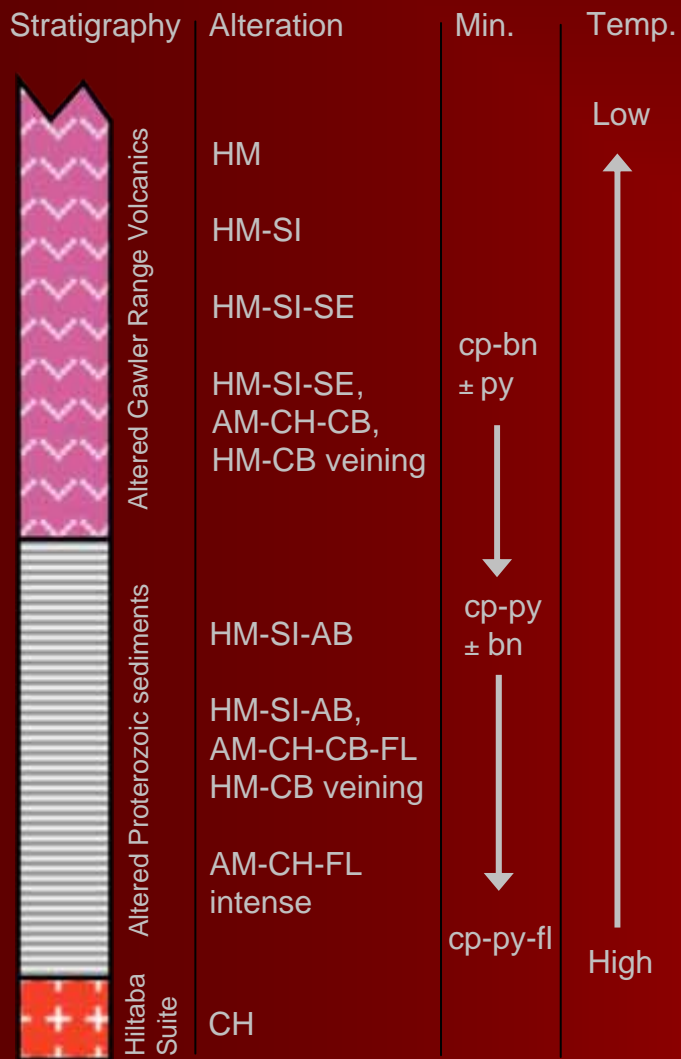 Stratigraphy Alteration Min. Temp.
Altered Gawler Range Volcanics
Altered Proterozoic sediments
Hiltaba
Suite
HM
HM-SI
HM-SI-SE
HM-SI-SE,
AM-CH-CB,
HM-CB veining
HM-SI-AB
HM-SI-AB,
AM-CH-CB-FL
HM-CB veining
AM-CH-FL
intense
CH
cp-bn
± py
cp-py
± bn
cp-py-fl
Low
High